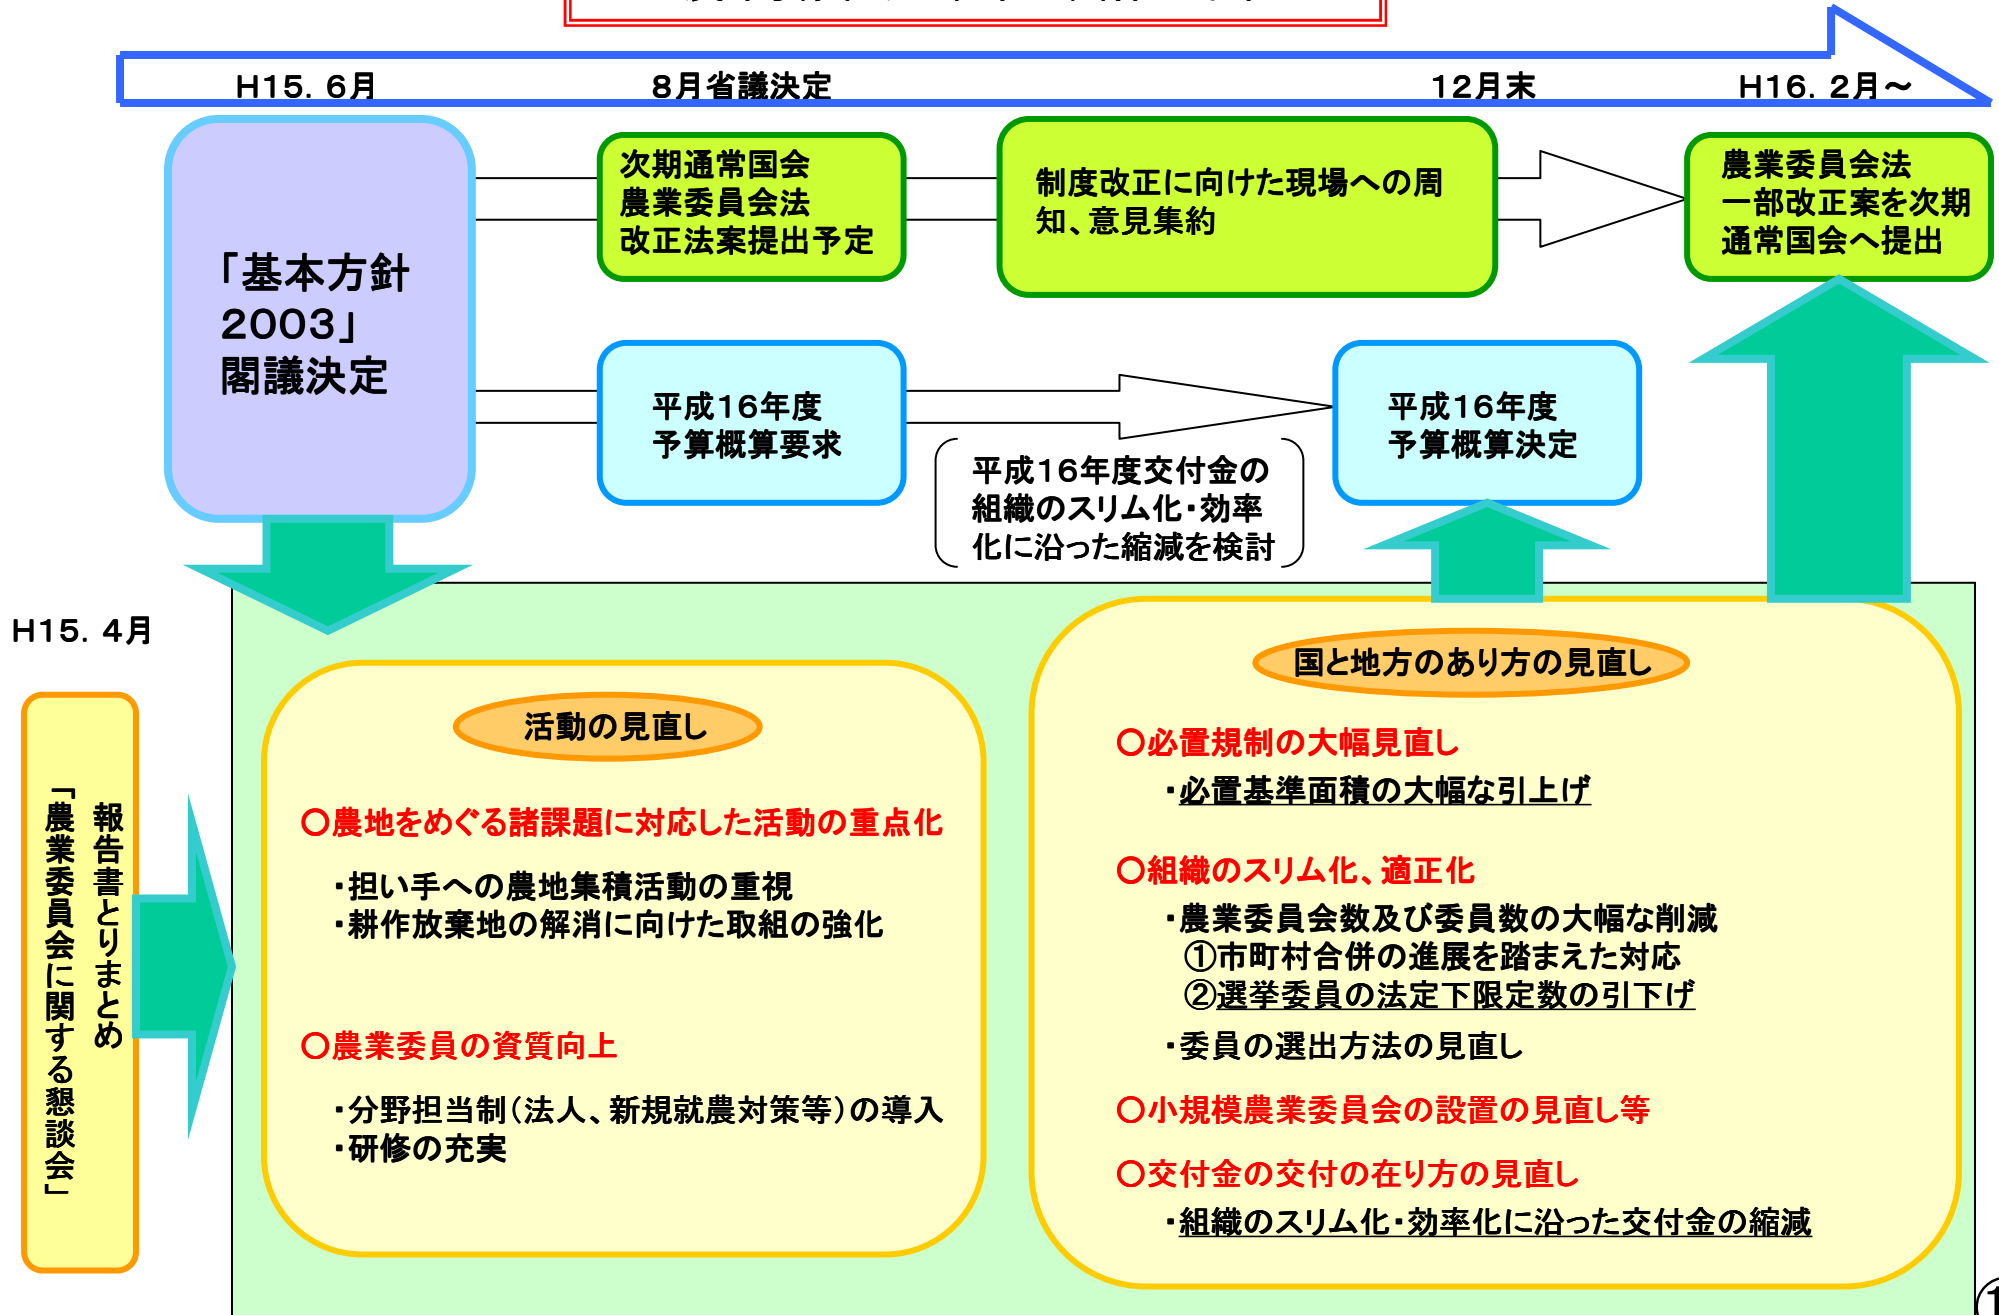 H15. 6月
8月省議決定
12月末
H16. 2月～
「基本方針
2003」
閣議決定
次期通常国会
農業委員会法
改正法案提出予定
制度改正に向けた現場への周
知、意見集約
農業委員会法
一部改正案を次期
通常国会へ提出
平成16年度
予算概算要求
平成16年度交付金の
組織のスリム化・効率
化に沿った縮減を検討
平成16年度
予算概算決定
H15. 4月
「農業委員会に関する懇談会」
報告書とりまとめ
活動の見直し
○農地をめぐる諸課題に対応した活動の重点化
・担い手への農地集積活動の重視
・耕作放棄地の解消に向けた取組の強化
○農業委員の資質向上
・分野担当制(法人、新規就農対策等)の導入
・研修の充実
国と地方のあり方の見直し
○必置規制の大幅見直し
・必置基準面積の大幅な引上げ
○組織のスリム化、適正化
・農業委員会数及び委員数の大幅な削減
①市町村合併の進展を踏まえた対応
②選挙委員の法定下限定数の引下げ
・委員の選出方法の見直し
○小規模農業委員会の設置の見直し等
○交付金の交付の在り方の見直し
・組織のスリム化・効率化に沿った交付金の縮減
①